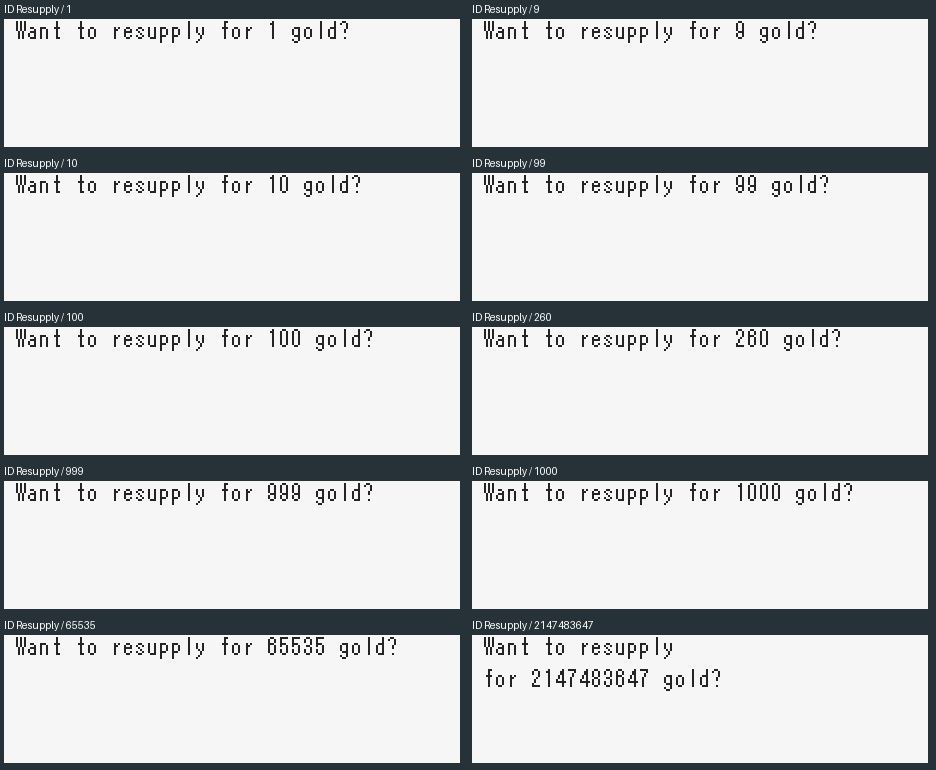 ID Resupply / 1
Want to resupply for 1 gold?
ID Resupply / 9
Want to resupply for 9 gold?
ID Resupply / 10
Want to resupply for 10 gold?
ID Resupply / 99
Want to resupply for 99 gold?
ID Resupply / 100
Want to resupply for 100 gold?
ID Resupply / 260
Want to resupply for 260 gold?
ID Resupply / 999
Want to resupply for 999 gold?
ID Resupply / 1000
Want to resupply for 1000 gold?
ID Resupply / 65535
Want to resupply for 65535 gold?
ID Resupply / 2147483647
Want to resupply
for 2147483647 gold?